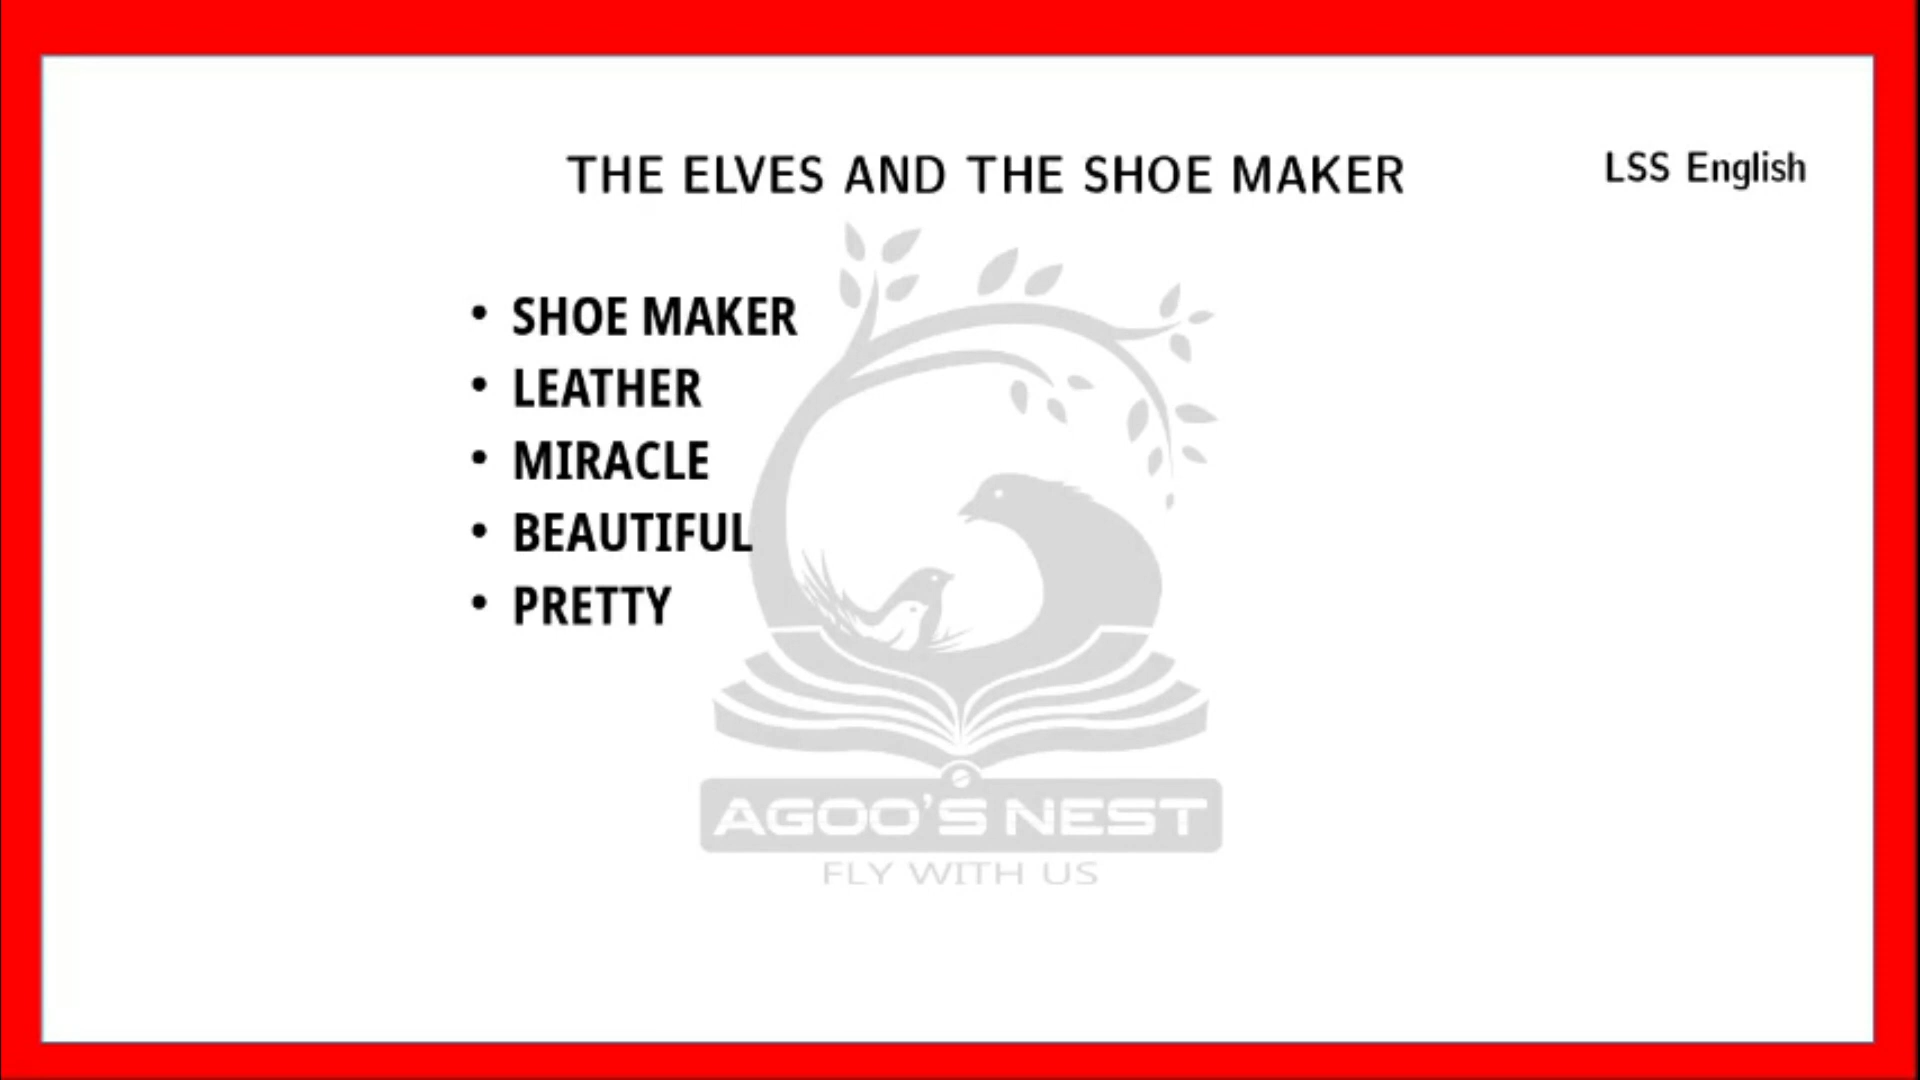 THE ELVES AND THE SHOE MAKER
LSS English
• SHOE MAKER
• LEATHER
• MIRACLE
• BEAUTIFUL
• PRETTY
AGOO'S NEST
FLY WITH US